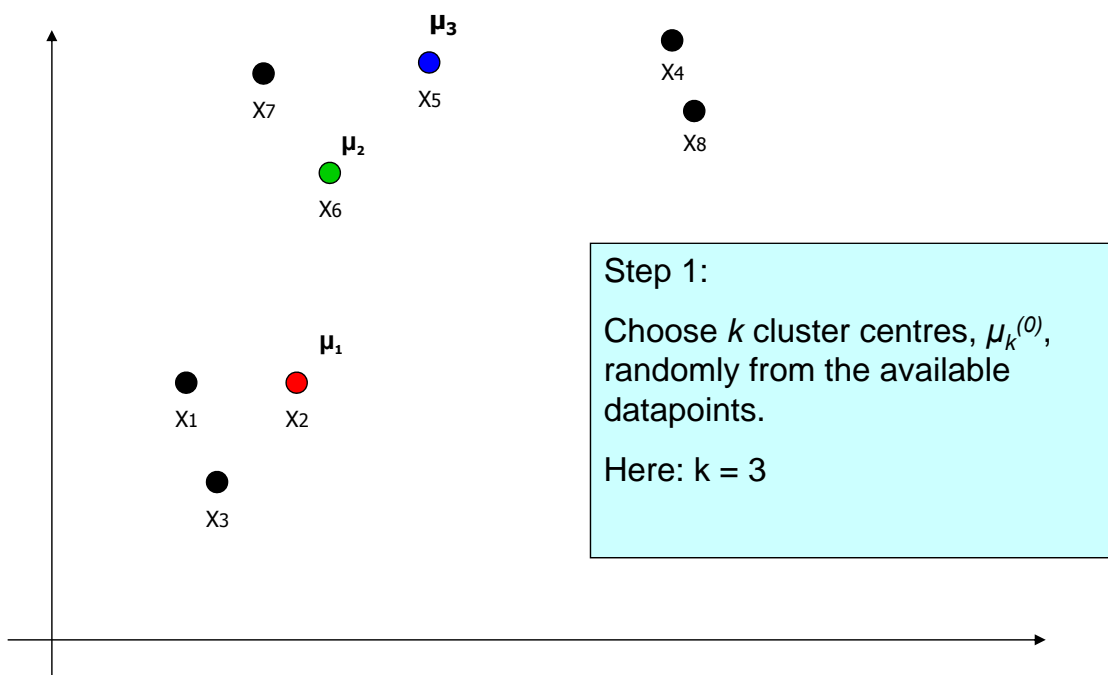 μ3
X4
X7
X5
X8
μ2
X6
Step 1:
Choose k cluster centres, μk(0),
randomly from the available
datapoints.
Here: k = 3
μ1
X1
X2
X3